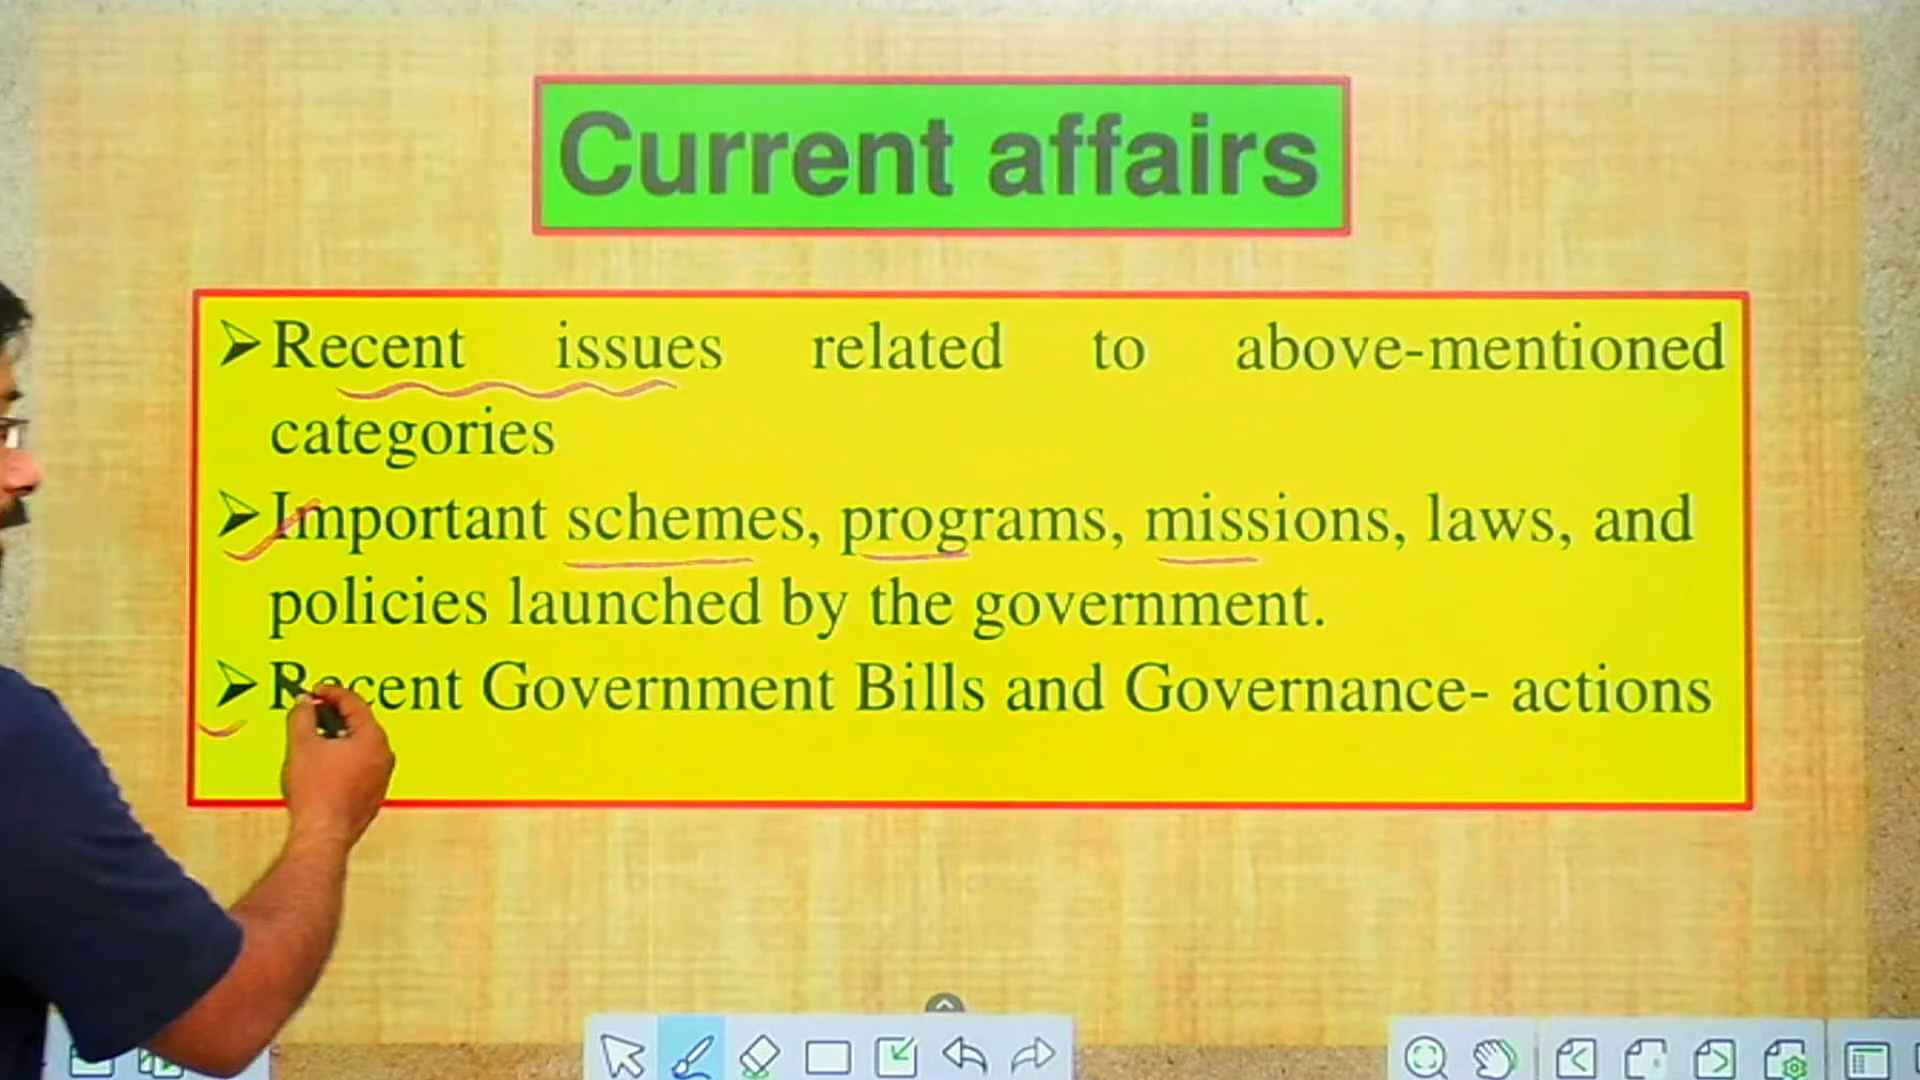 Current affairs
➢Recent issues related to above-mentioned
categories
➢Important schemes, programs, missions, laws, and
policies launched by the government.
➢Recent Government Bills and Governance- actions